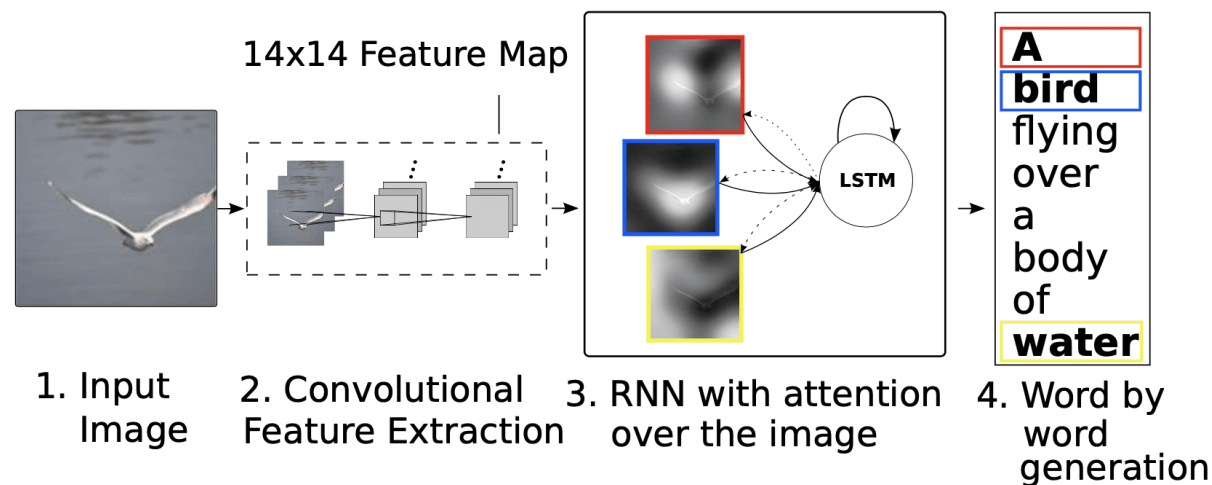 14x14 Feature Map
LSTM
A
bird
flying
over
a
body
of
water
1. Input
Image
2. Convolutional
Feature Extraction
3. RNN with attention
over the image
4. Word by
word
generation